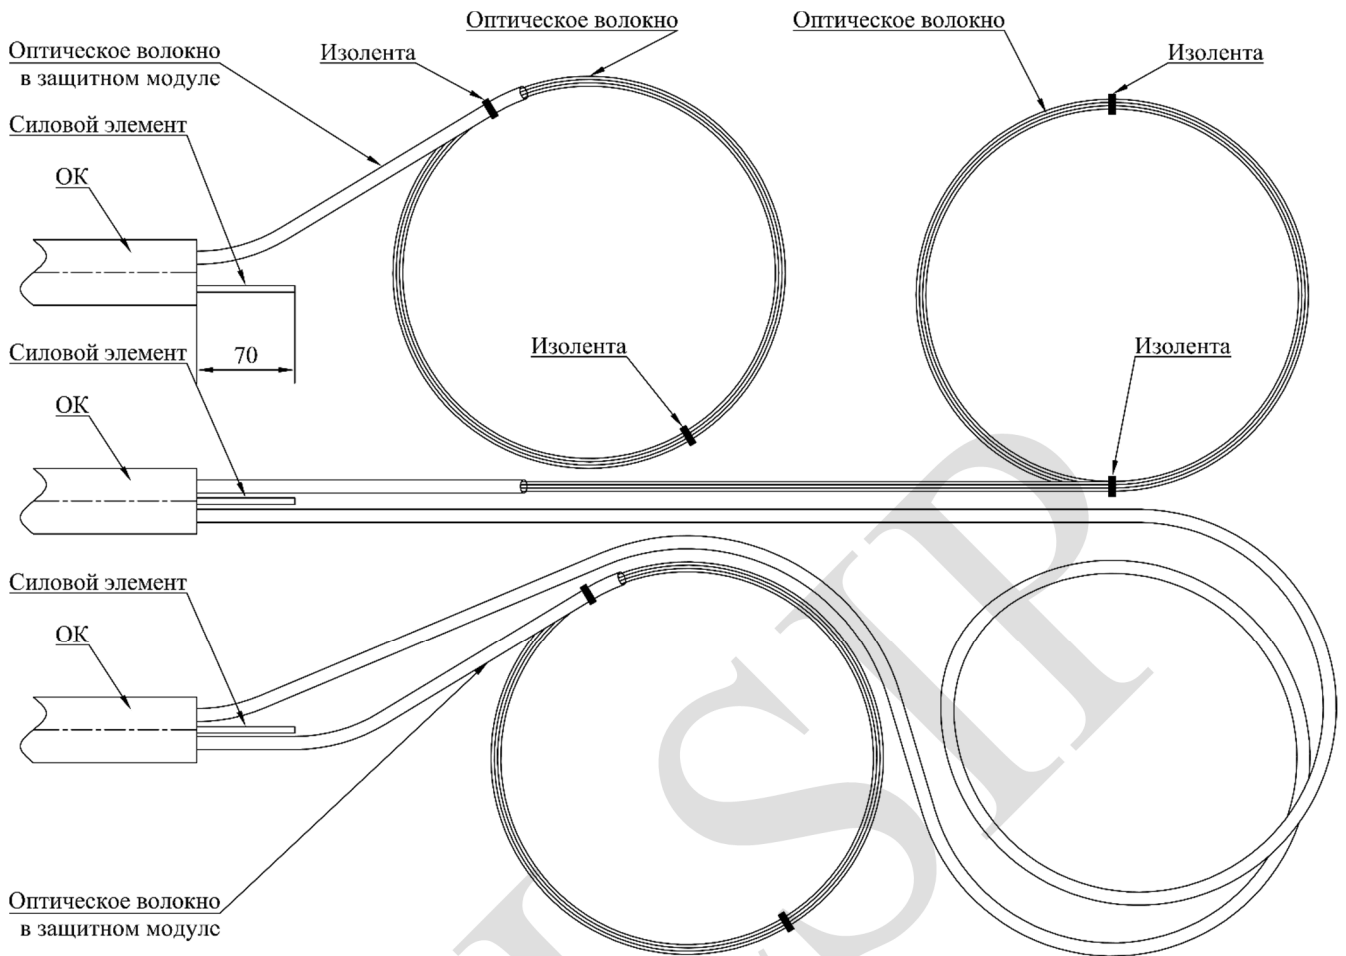 Оптическое волокно
Оптическое волокно
Оптическое волокно
в защитном модуле
Изолента
Изолента
Силовой элемент
ОК
Изолента
Изолента
Силовой элемент
70
ОК
Силовой элемент
ОК
Оптическое волокно
в защитном модуле